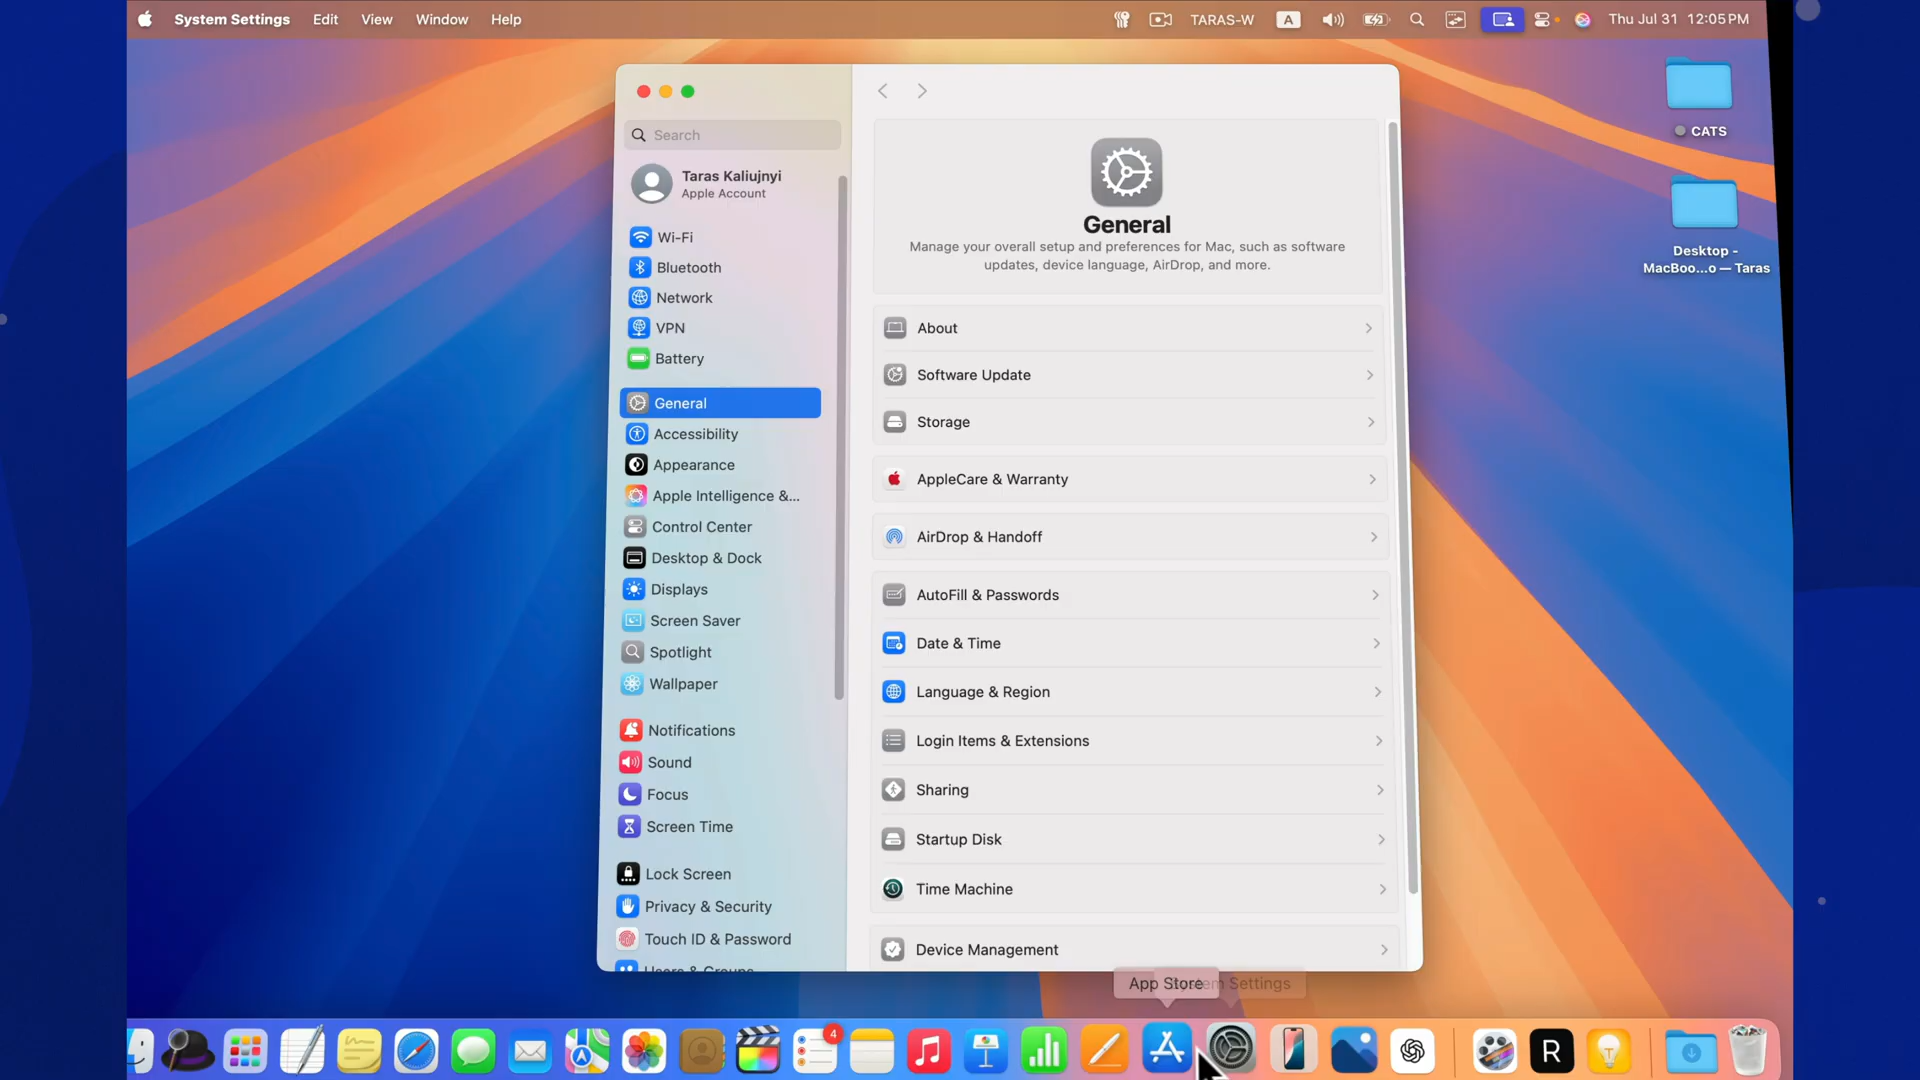 System Settings Edit View Window Help
TARAS-W A Thu Jul 31 12:05 PM
CATS
Desktop -
MacBoo...o — Taras
Search
Taras Kaliujnyi
Apple Account
Wi-Fi
Bluetooth
Network
VPN
Battery
General
Accessibility
Appearance
Apple Intelligence &...
Control Center
Desktop & Dock
Displays
Screen Saver
Spotlight
Wallpaper
Notifications
Sound
Focus
Screen Time
Lock Screen
Privacy & Security
Touch ID & Password
Users & Groups
General
Manage your overall setup and preferences for Mac, such as software
updates, device language, AirDrop, and more.
About
Software Update
Storage
AppleCare & Warranty
AirDrop & Handoff
AutoFill & Passwords
Date & Time
Language & Region
Login Items & Extensions
Sharing
Startup Disk
Time Machine
Device Management
App Store
System Settings
4
R